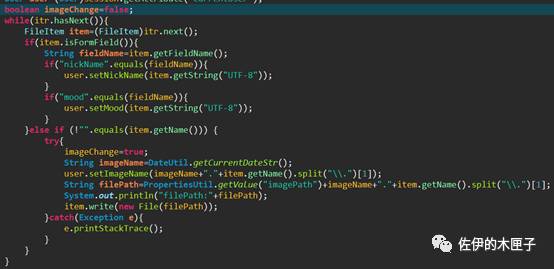 boolean imageChange=false;
while(itr.hasNext()){
FileItem item=(FileItem)itr.next();
if(item.isFormField()){
String fieldName=item.getFieldName();
if("nickName".equals(fieldName)){
user.setNickName(item.getString("UTF-8"));
}
if("mood".equals(fieldName)){
user.setMood(item.getString("UTF-8"));
}
}else if (!"".equals(item.getName())) {
try{
imageChange=true;
String imageName=DateUtil.getCurrentDateStr();
user.setImageName(imageName+"."+item.getName().split("\\.")[1]);
String filePath=PropertiesUtil.getValue("imagePath")+imageName+"."+item.getName().split("\\.")[1];
System.out.println("filePath:"+filePath);
item.write(new File(filePath));
}catch(Exception e){
e.printStackTrace();
}
}
}
佐伊的木匣子